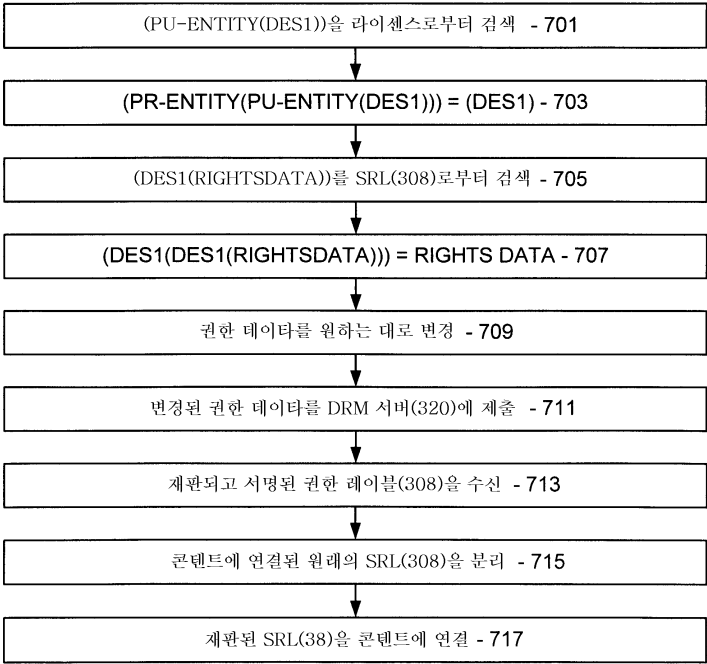 (PU-ENTITY(DES1))을 라이센스로부터 검색 - 701
(PR-ENTITY(PU-ENTITY(DES1))) = (DES1) - 703
(DES1(RIGHTSDATA))를 SRL(308)로부터 검색 - 705
(DES1(DES1(RIGHTSDATA))) = RIGHTS DATA - 707
권한 데이타를 원하는 대로 변경 - 709
변경된 권한 데이타를 DRM 서버(320)에 제출 - 711
재판되고 서명된 권한 레이블(308)을 수신 - 713
콘텐트에 연결된 원래의 SRL(308)을 분리 - 715
재판된 SRL(38)을 콘텐트에 연결 - 717